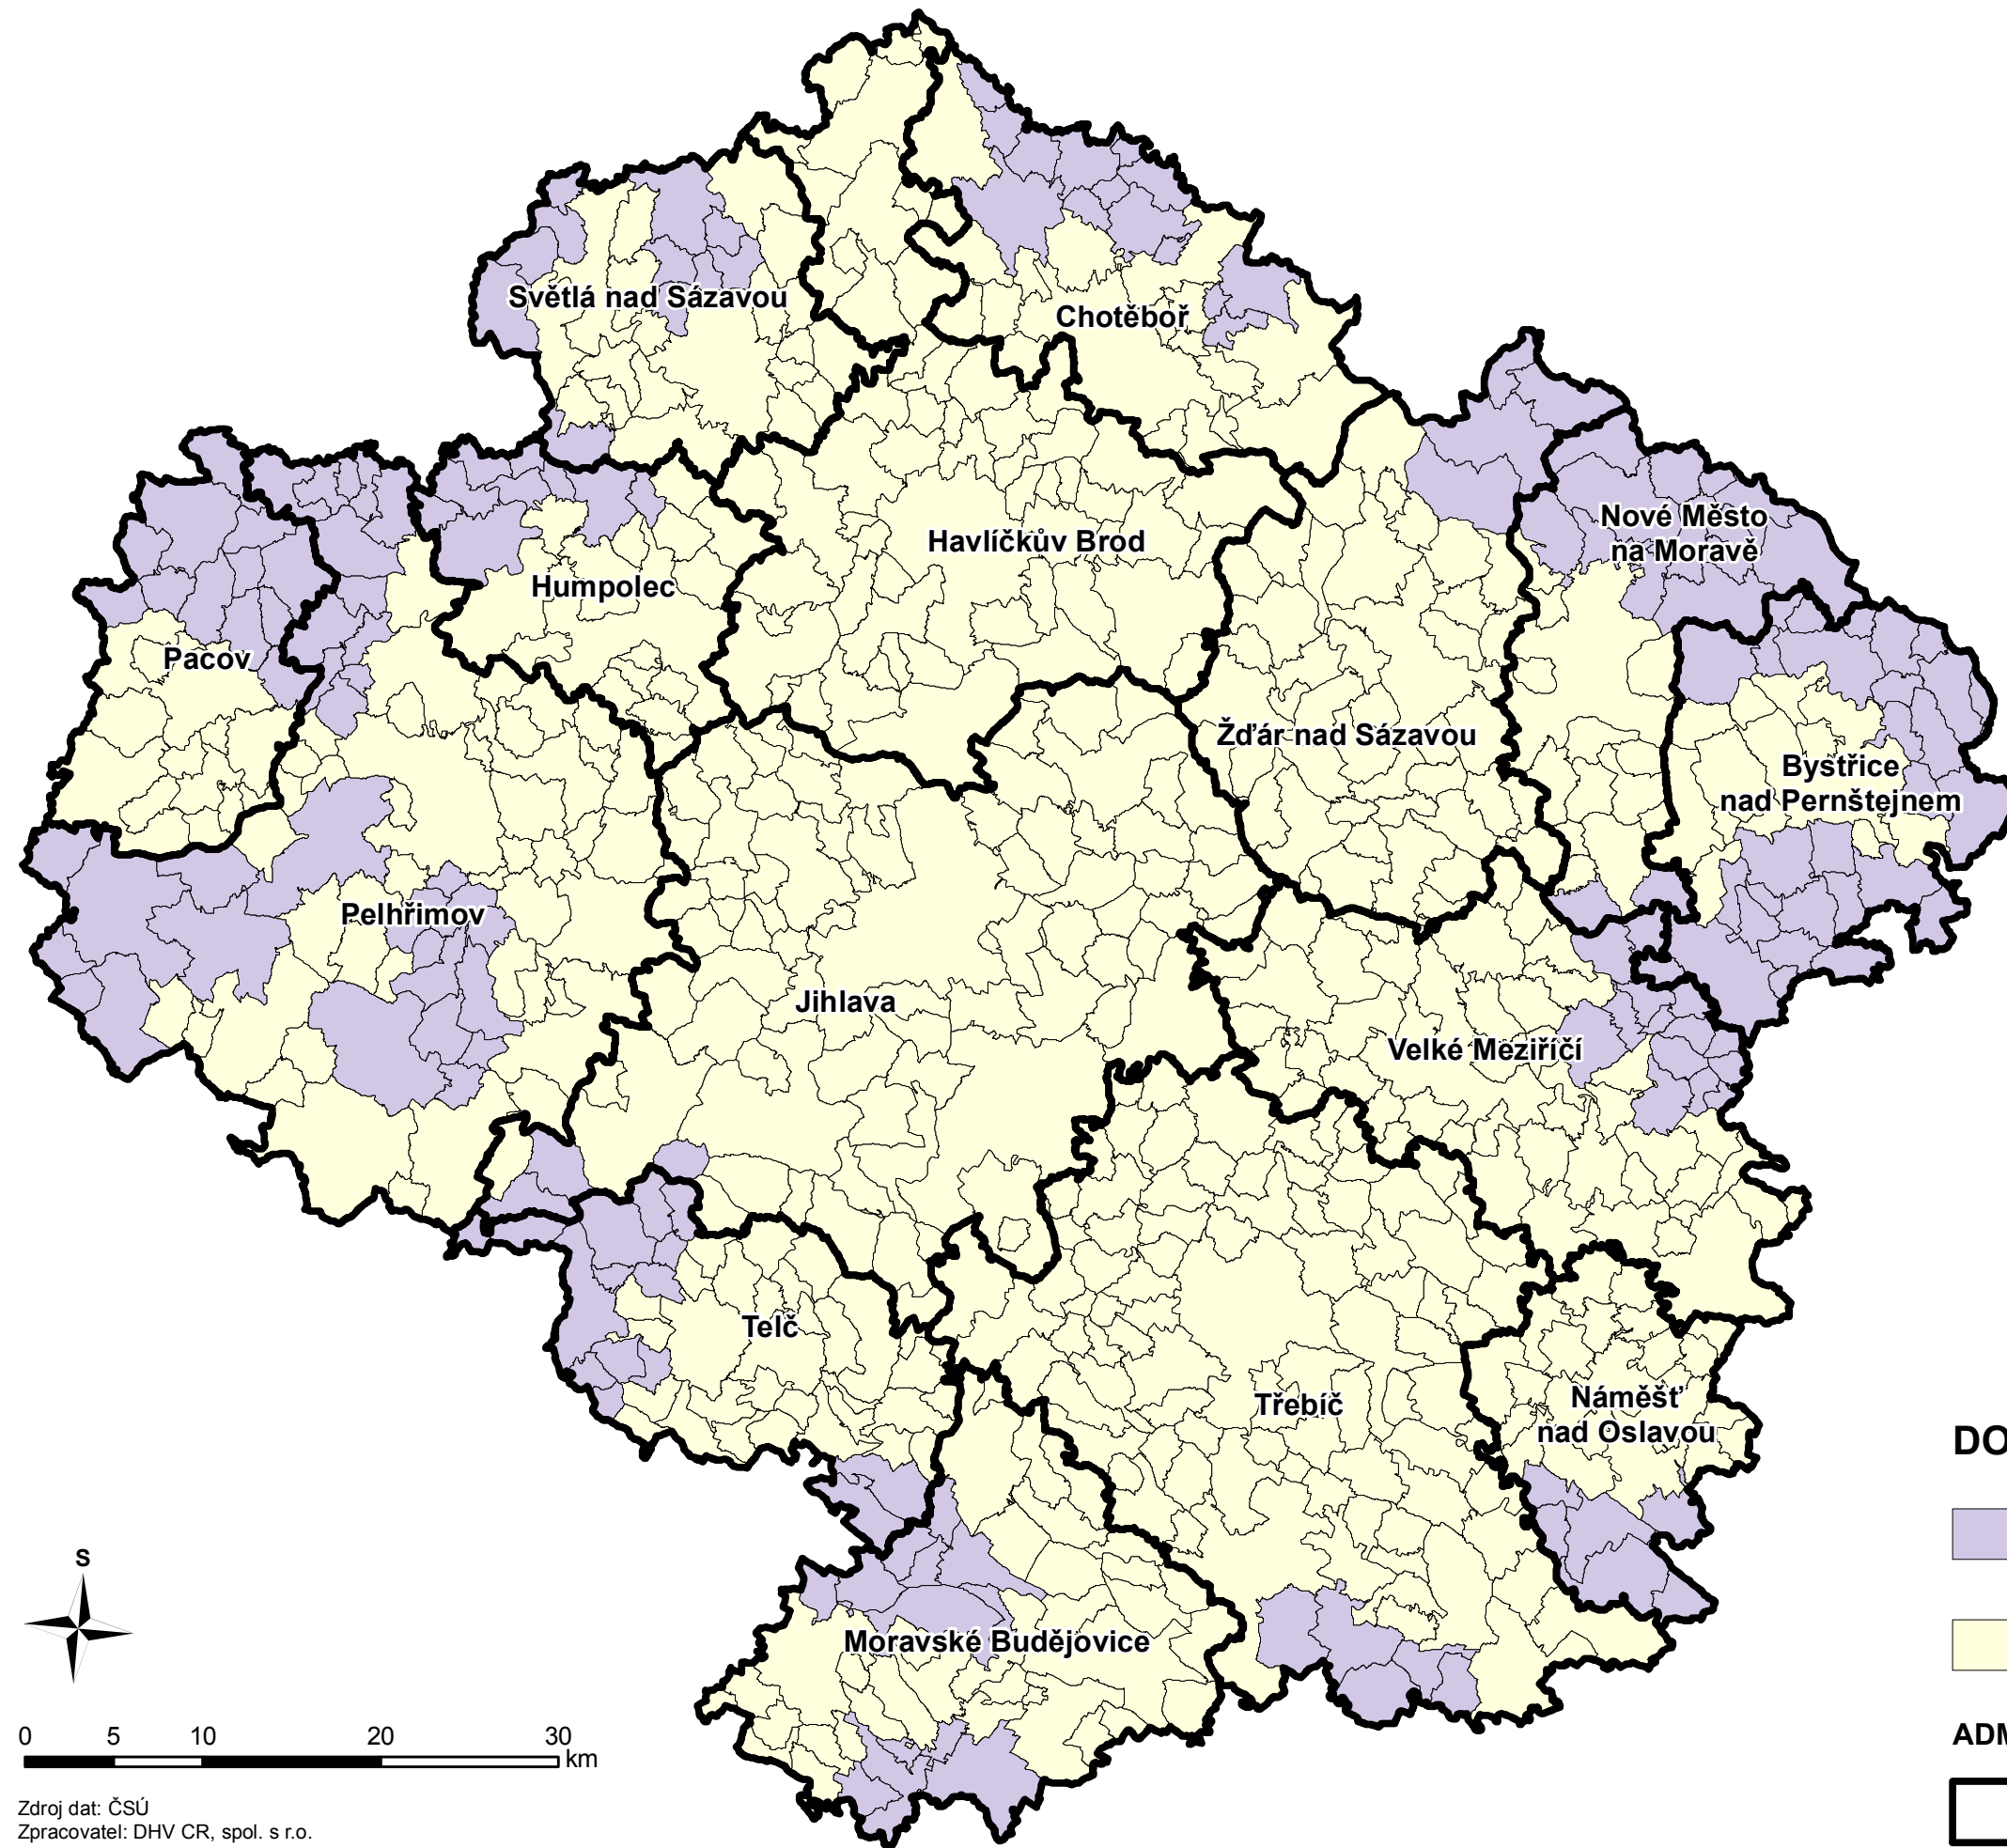 Světlá nad Sázavou
Chotěboř
Nové Město
na Moravě
Havlíčkův Brod
Humpolec
Pacov
Žďár nad Sázavou
Bystřice
nad Pernštejnem
Pelhřimov
Jihlava
Velké Meziříčí
Telč
Třebíč
Náměšť
nad Oslavou
DO
S
Moravské Budějovice
ADM
0 5 10 20 30
km
Zdroj dat: ČSÚ
Zpracovatel: DHV CR, spol. s r.o.